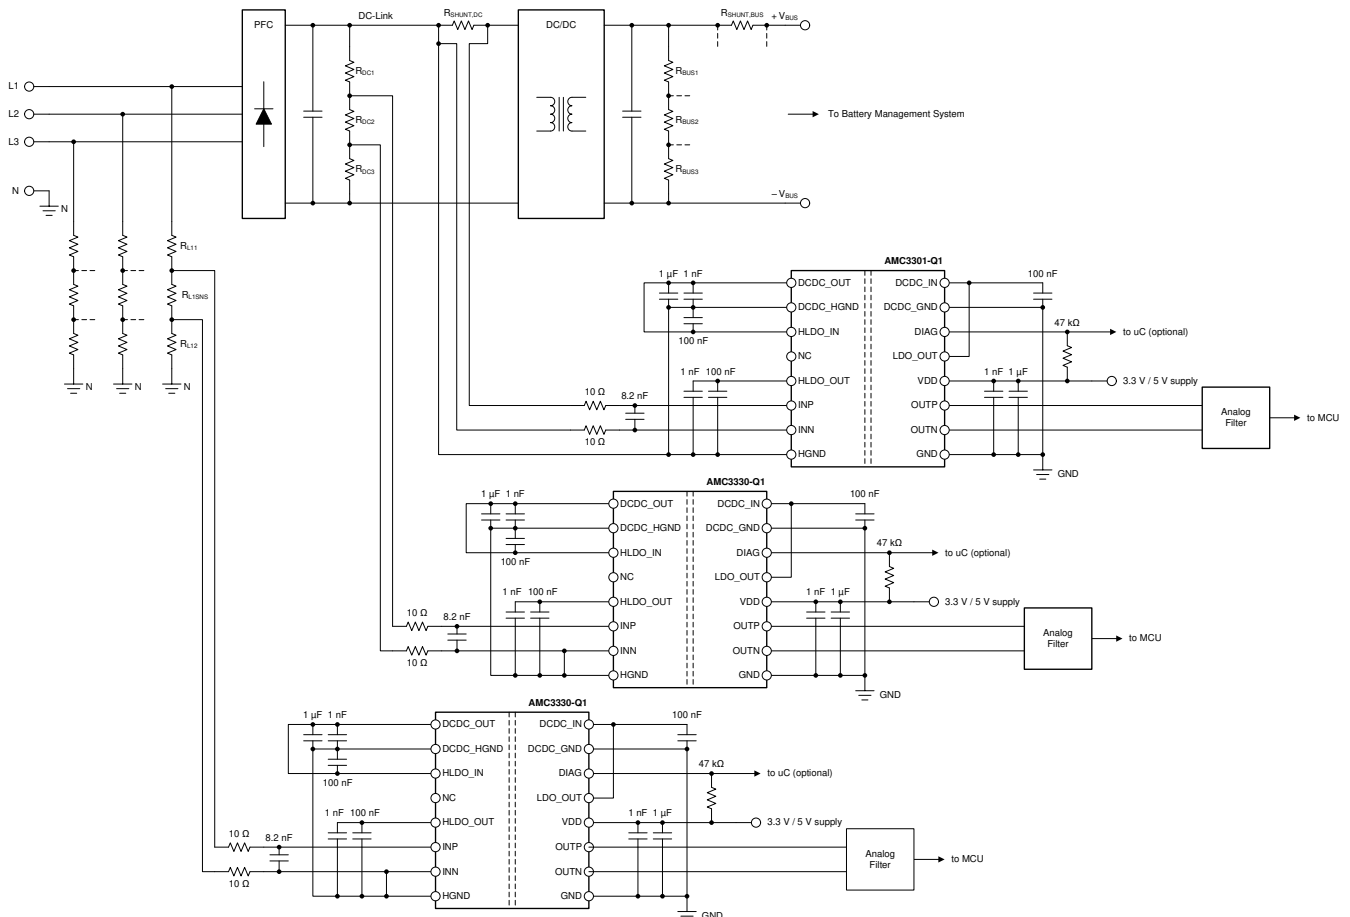 PFC
DC-Link
RSHUNT,DC
DC/DC
RSHUNT,BUS
+ VBUS
L1
L2
L3
N
N
RDC1
RDC2
RDC3
RBUS1
RBUS2
RBUS3
To Battery Management System
– VBUS
RL11
RL1SNS
RL12
N
N
N
AMC3301-Q1
1 µF
1 nF
100 nF
DCDC_OUT
DCDC_HGND
HLDO_IN
NC
HLDO_OUT
INP
INN
HGND
DCDC_IN
DCDC_GND
DIAG
LDO_OUT
VDD
OUTP
OUTN
GND
100 nF
47 kΩ
to uC (optional)
1 nF
100 nF
10 Ω
8.2 nF
10 Ω
1 nF
1 µF
3.3 V / 5 V supply
Analog
Filter
to MCU
GND
AMC3330-Q1
1 µF
1 nF
100 nF
DCDC_OUT
DCDC_HGND
HLDO_IN
NC
HLDO_OUT
INP
INN
HGND
DCDC_IN
DCDC_GND
DIAG
LDO_OUT
VDD
OUTP
OUTN
GND
100 nF
47 kΩ
to uC (optional)
1 nF
100 nF
10 Ω
8.2 nF
10 Ω
1 nF
1 µF
3.3 V / 5 V supply
Analog
Filter
to MCU
GND
AMC3330-Q1
1 µF
1 nF
100 nF
DCDC_OUT
DCDC_HGND
HLDO_IN
NC
HLDO_OUT
INP
INN
HGND
DCDC_IN
DCDC_GND
DIAG
LDO_OUT
VDD
OUTP
OUTN
GND
100 nF
47 kΩ
to uC (optional)
1 nF
100 nF
10 Ω
8.2 nF
10 Ω
1 nF
1 µF
3.3 V / 5 V supply
Analog
Filter
to MCU
GND